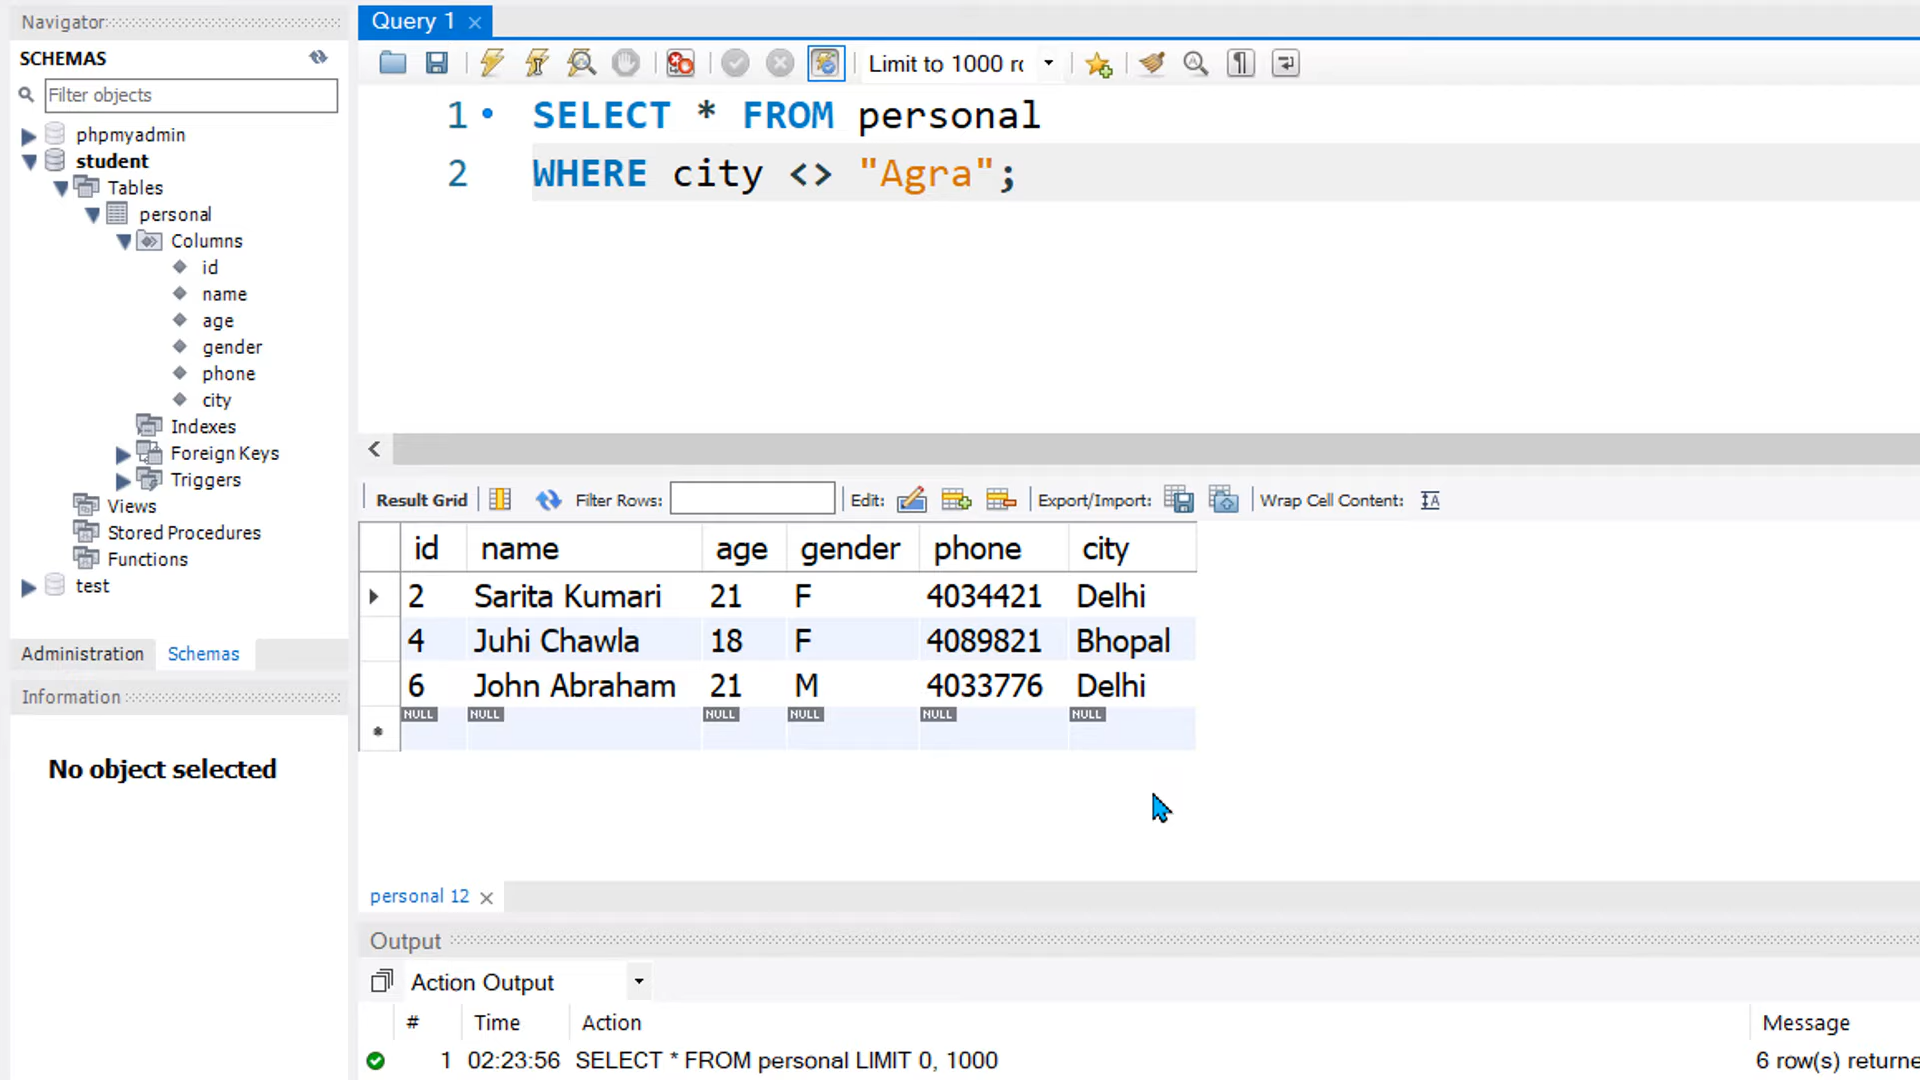 Navigator
SCHEMAS
Filter objects
phpmyadmin
student
Tables
personal
Columns
id
name
age
gender
phone
city
Indexes
Foreign Keys
Triggers
Views
Stored Procedures
Functions
test
Administration Schemas
Information
No object selected
Query 1
Limit to 1000 rc
1 SELECT * FROM personal
2 WHERE city <> "Agra";
Result Grid Filter Rows: Edit: Export/Import: Wrap Cell Content:
id name age gender phone city
2 Sarita Kumari 21 F 4034421 Delhi
4 Juhi Chawla 18 F 4089821 Bhopal
6 John Abraham 21 M 4033776 Delhi
NULL NULL NULL NULL NULL NULL
personal 12
Output
Action Output
# Time Action Message
1 02:23:56 SELECT * FROM personal LIMIT 0, 1000 6 row(s) returne